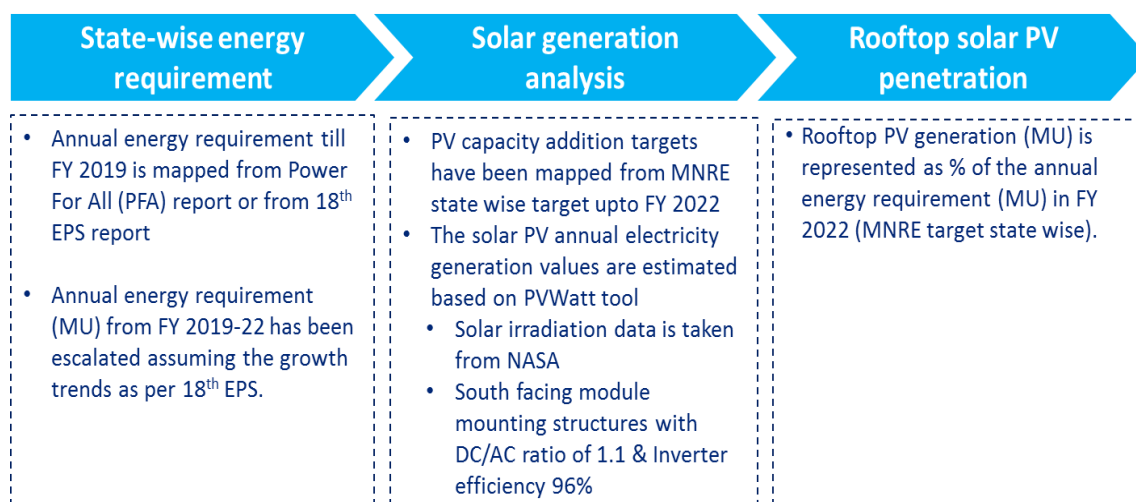 State-wise energy
requirement
Solar generation
analysis
Rooftop solar PV
penetration
• Annual energy requirement till
FY 2019 is mapped from Power
For All (PFA) report or from 18th
EPS report
• Annual energy requirement
(MU) from FY 2019-22 has been
escalated assuming the growth
trends as per 18th EPS.
• PV capacity addition targets
have been mapped from MNRE
state wise target upto FY 2022
• The solar PV annual electricity
generation values are estimated
based on PVWatt tool
• Solar irradiation data is taken
from NASA
• South facing module
mounting structures with
DC/AC ratio of 1.1 & Inverter
efficiency 96%
• Rooftop PV generation (MU) is
represented as % of the annual
energy requirement (MU) in FY
2022 (MNRE target state wise).